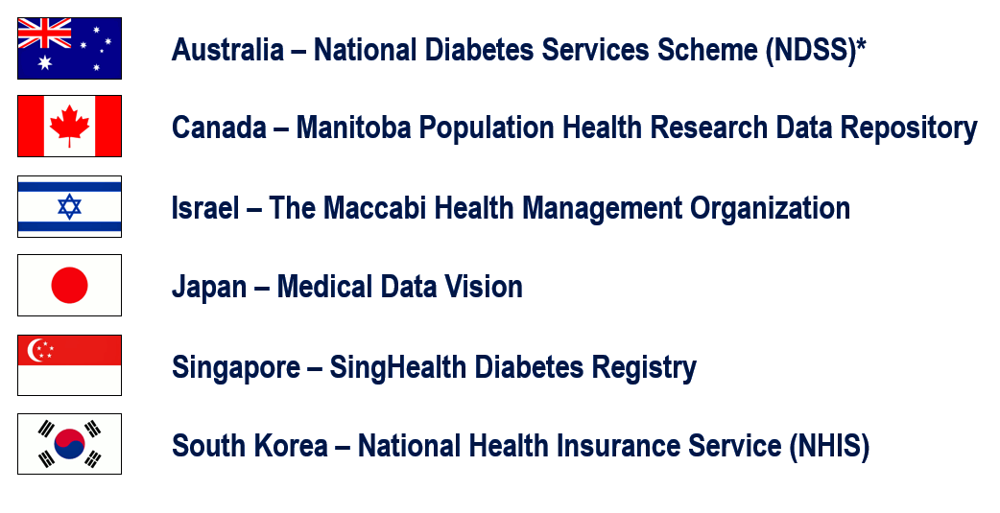 Australia – National Diabetes Services Scheme (NDSS)*
Canada – Manitoba Population Health Research Data Repository
Israel – The Maccabi Health Management Organization
Japan – Medical Data Vision
Singapore – SingHealth Diabetes Registry
South Korea – National Health Insurance Service (NHIS)